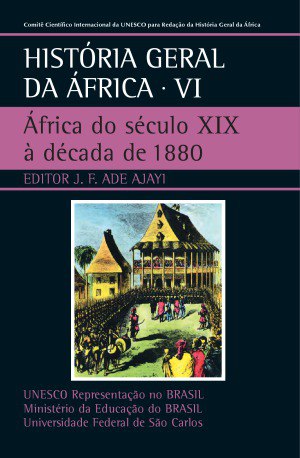 Comitê Científico Internacional da UNESCO para Redação da História Geral da África
HISTÓRIA GERAL
DA ÁFRICA · VI
África do século XIX
à década de 1880
EDITOR J. F. ADE AJAYI
UNESCO Representação no BRASIL
Ministério da Educação do BRASIL
Universidade Federal de São Carlos